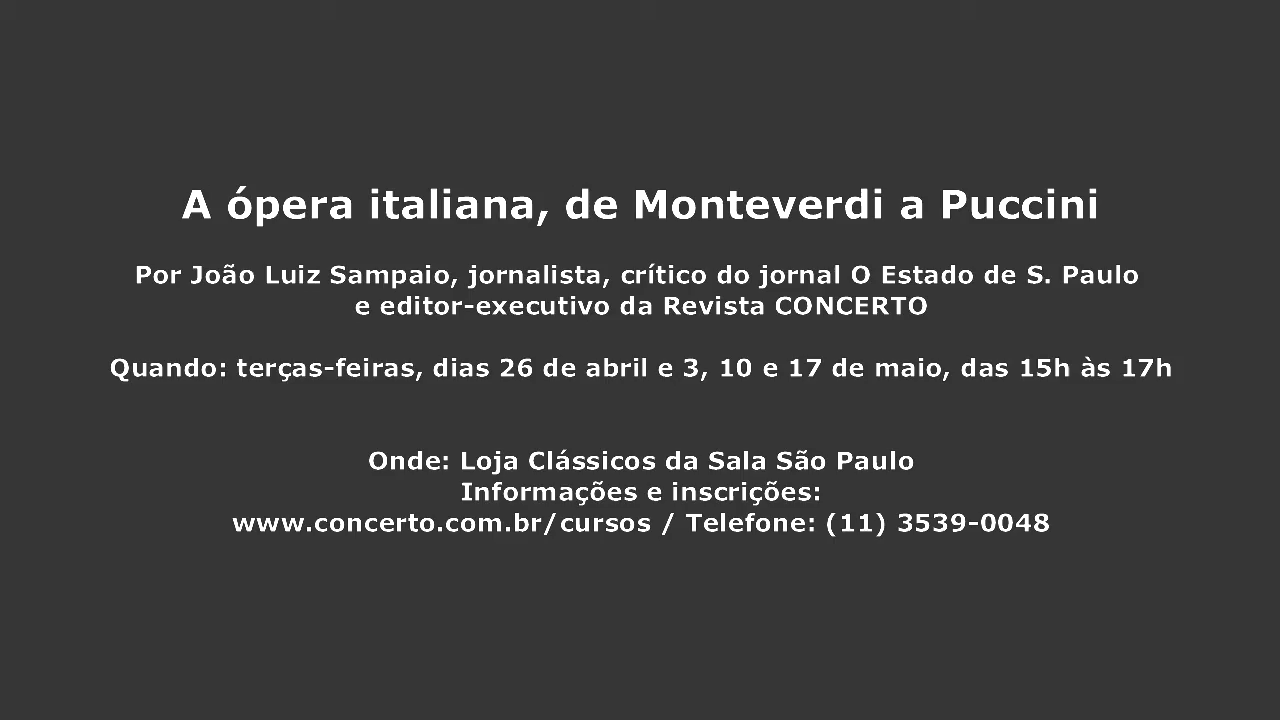 A ópera italiana, de Monteverdi a Puccini
Por João Luiz Sampaio, jornalista, crítico do jornal O Estado de S. Paulo
e editor-executivo da Revista CONCERTO
Quando: terças-feiras, dias 26 de abril e 3, 10 e 17 de maio, das 15h às 17h
Onde: Loja Clássicos da Sala São Paulo
Informações e inscrições:
www.concerto.com.br/cursos / Telefone: (11) 3539-0048